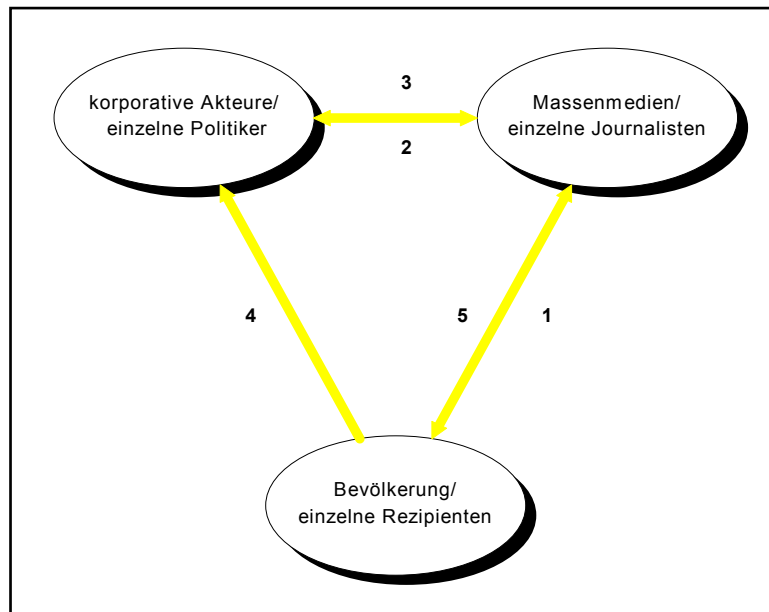 korporative Akteure/
einzelne Politiker
3
2
Massenmedien/
einzelne Journalisten
4
5
1
Bevölkerung/
einzelne Rezipienten